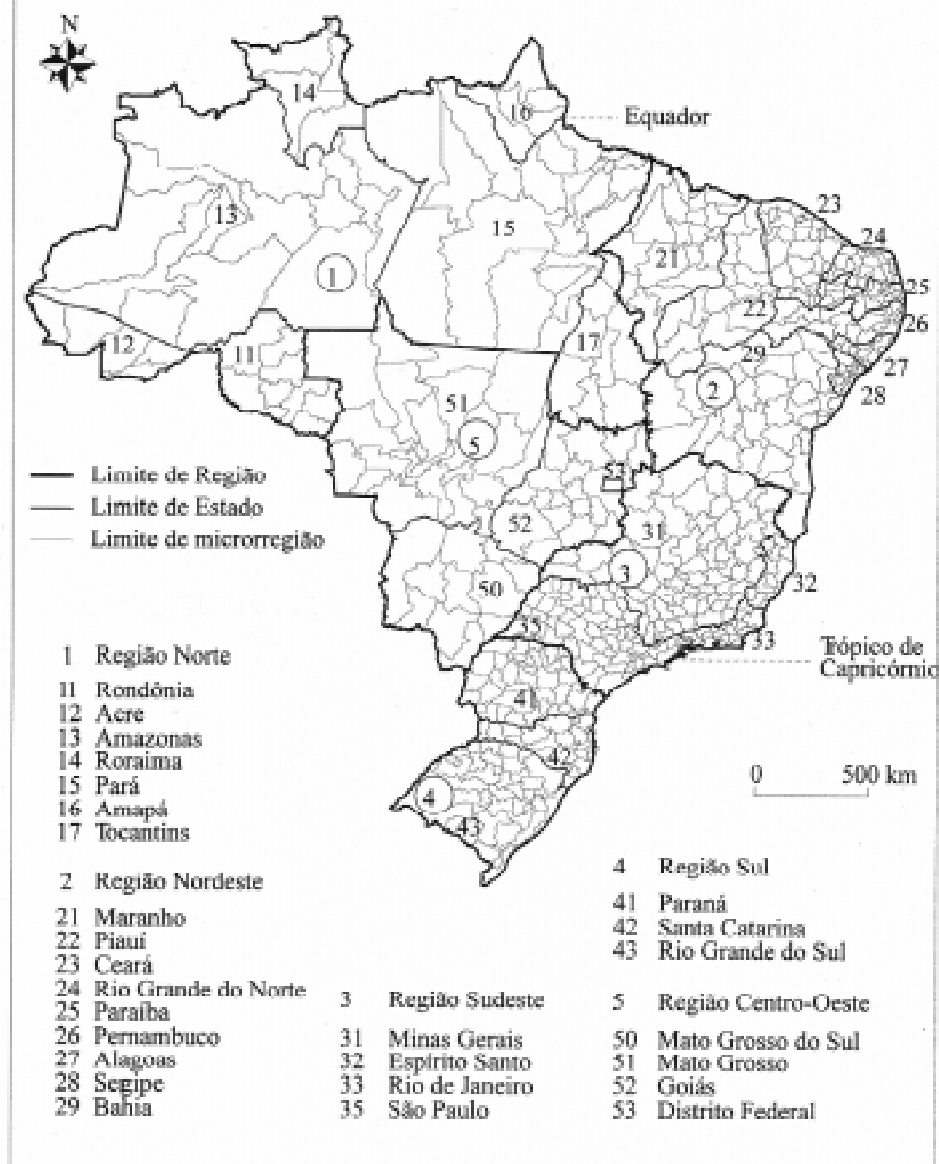 N
14
16
Equador
13
15
23
24
21
1
25
22
26
17
12
11
29
27
2
28
51
5
Limite de Região
53
Limite de Estado
52
31
Limite de microrregião
3
32
50
35
33
Trópico de
Capricórnio
41
42
0 500 km
4
43
1 Região Norte
11 Rondônia
12 Acre
13 Amazonas
14 Roraima
15 Pará
16 Amapá
17 Tocantins
2 Região Nordeste
21 Maranho
22 Piauí
23 Ceará
24 Rio Grande do Norte
25 Paraíba
26 Pernambuco
27 Alagoas
28 Segipe
29 Bahia
3 Região Sudeste
31 Minas Gerais
32 Espírito Santo
33 Rio de Janeiro
35 São Paulo
4 Região Sul
41 Paraná
42 Santa Catarina
43 Rio Grande do Sul
5 Região Centro-Oeste
50 Mato Grosso do Sul
51 Mato Grosso
52 Goiás
53 Distrito Federal